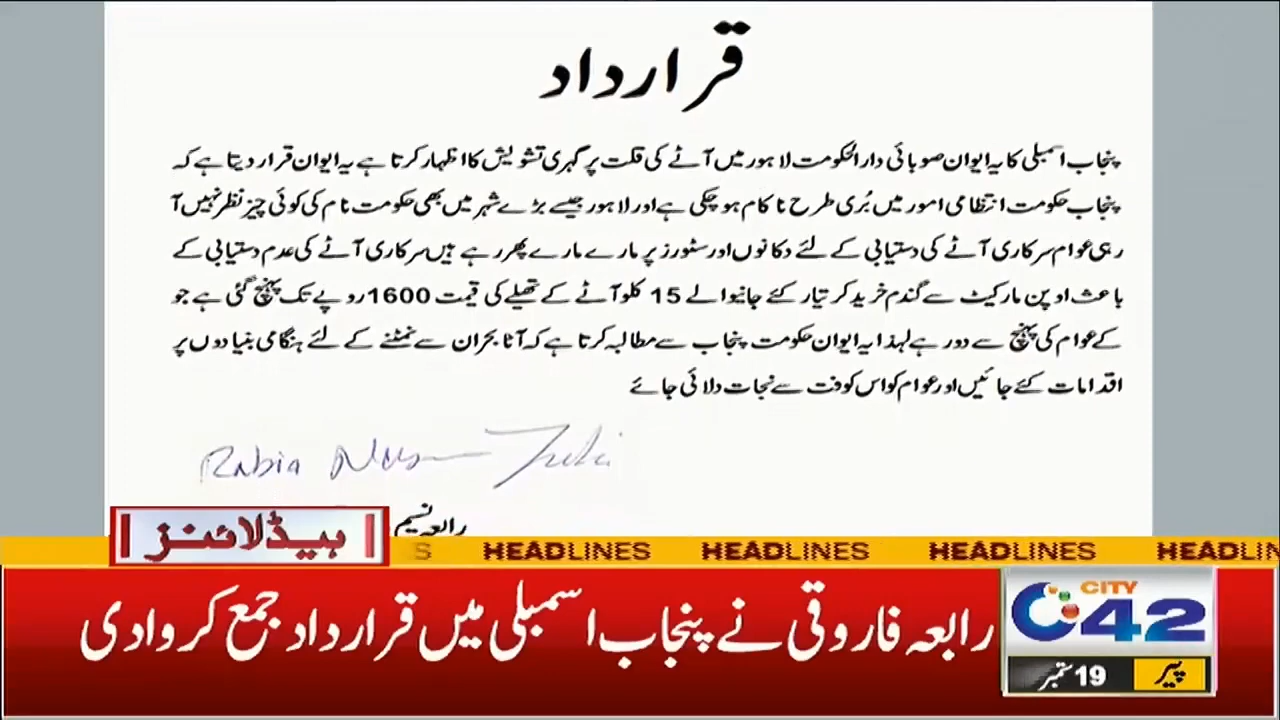 قرارداد
پنجاب اسمبلی کا یہ ایوان صوبائی دارالحکومت لاہور میں آٹے کی قلت پر گہری تشویش کا اظہار کرتا ہے یہ ایوان قرار دیتا ہے کہ
پنجاب حکومت انتظامی امور میں بُری طرح ناکام ہو چکی ہے اور لاہور جیسے بڑے شہر میں بھی حکومت نام کی کوئی چیز نظر نہیں آ
رہی عوام سرکاری آٹے کی دستیابی کے لئے دکانوں اور سٹورز پر مارے مارے پھر رہے ہیں سرکاری آٹے کی عدم دستیابی کے
باعث اوپن مارکیٹ سے گندم خرید کر تیار کئے جانیوالے 15 کلو آٹے کے تھیلے کی قیمت 1600 روپے تک پہنچ گئی ہے جو
کے عوام کی پہنچ سے دور ہے لہذا یہ ایوان حکومت پنجاب سے مطالبہ کرتا ہے کہ آٹا بحران سے نمٹنے کے لئے ہنگامی بنیادوں پر
اقدامات کئے جائیں اور عوام کو اس کوفت سے نجات دلائی جائے
Rabia
رابعہ نسیم
ہیڈلائنز
HEADLINES HEADLINES HEADLINES HEADLIN
رابعہ فاروقی نے پنجاب اسمبلی میں قرارداد جمع کروا دی
CITY
42
پیر 19 ستمبر